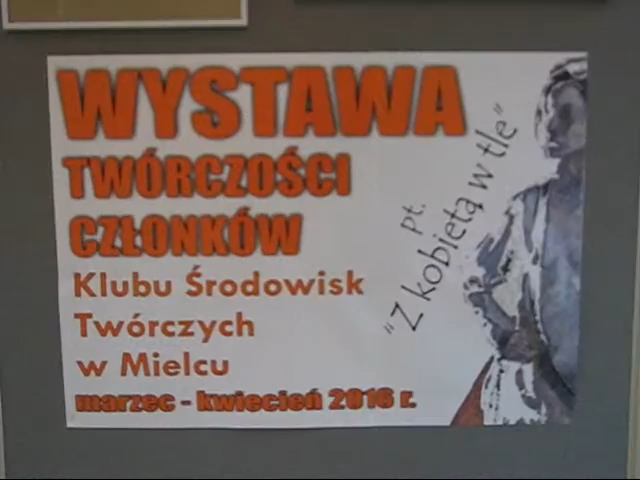 WYSTAWA
TWÓRCZOŚCI
CZŁONKÓW
Klubu Środowisk
Twórczych
w Mielcu
marzec - kwiecień 2016 r.
pt.
"Z kobietą w tle"